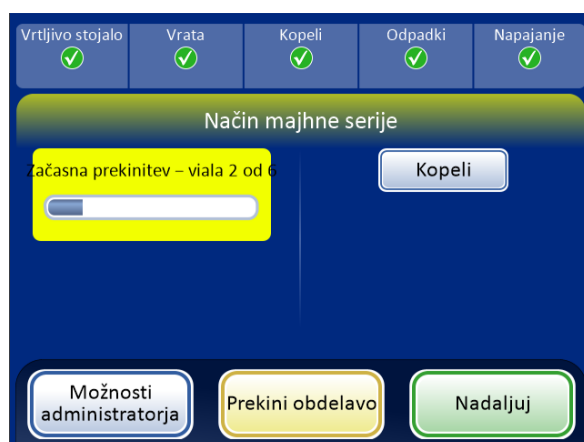 Vrtljivo stojalo
Vrata
Kopeli
Odpadki
Napajanje
Način majhne serije
Začasna prekinitev – viala 2 od 6
Kopeli
Možnosti
administratorja
Prekini obdelavo
Nadaljuj